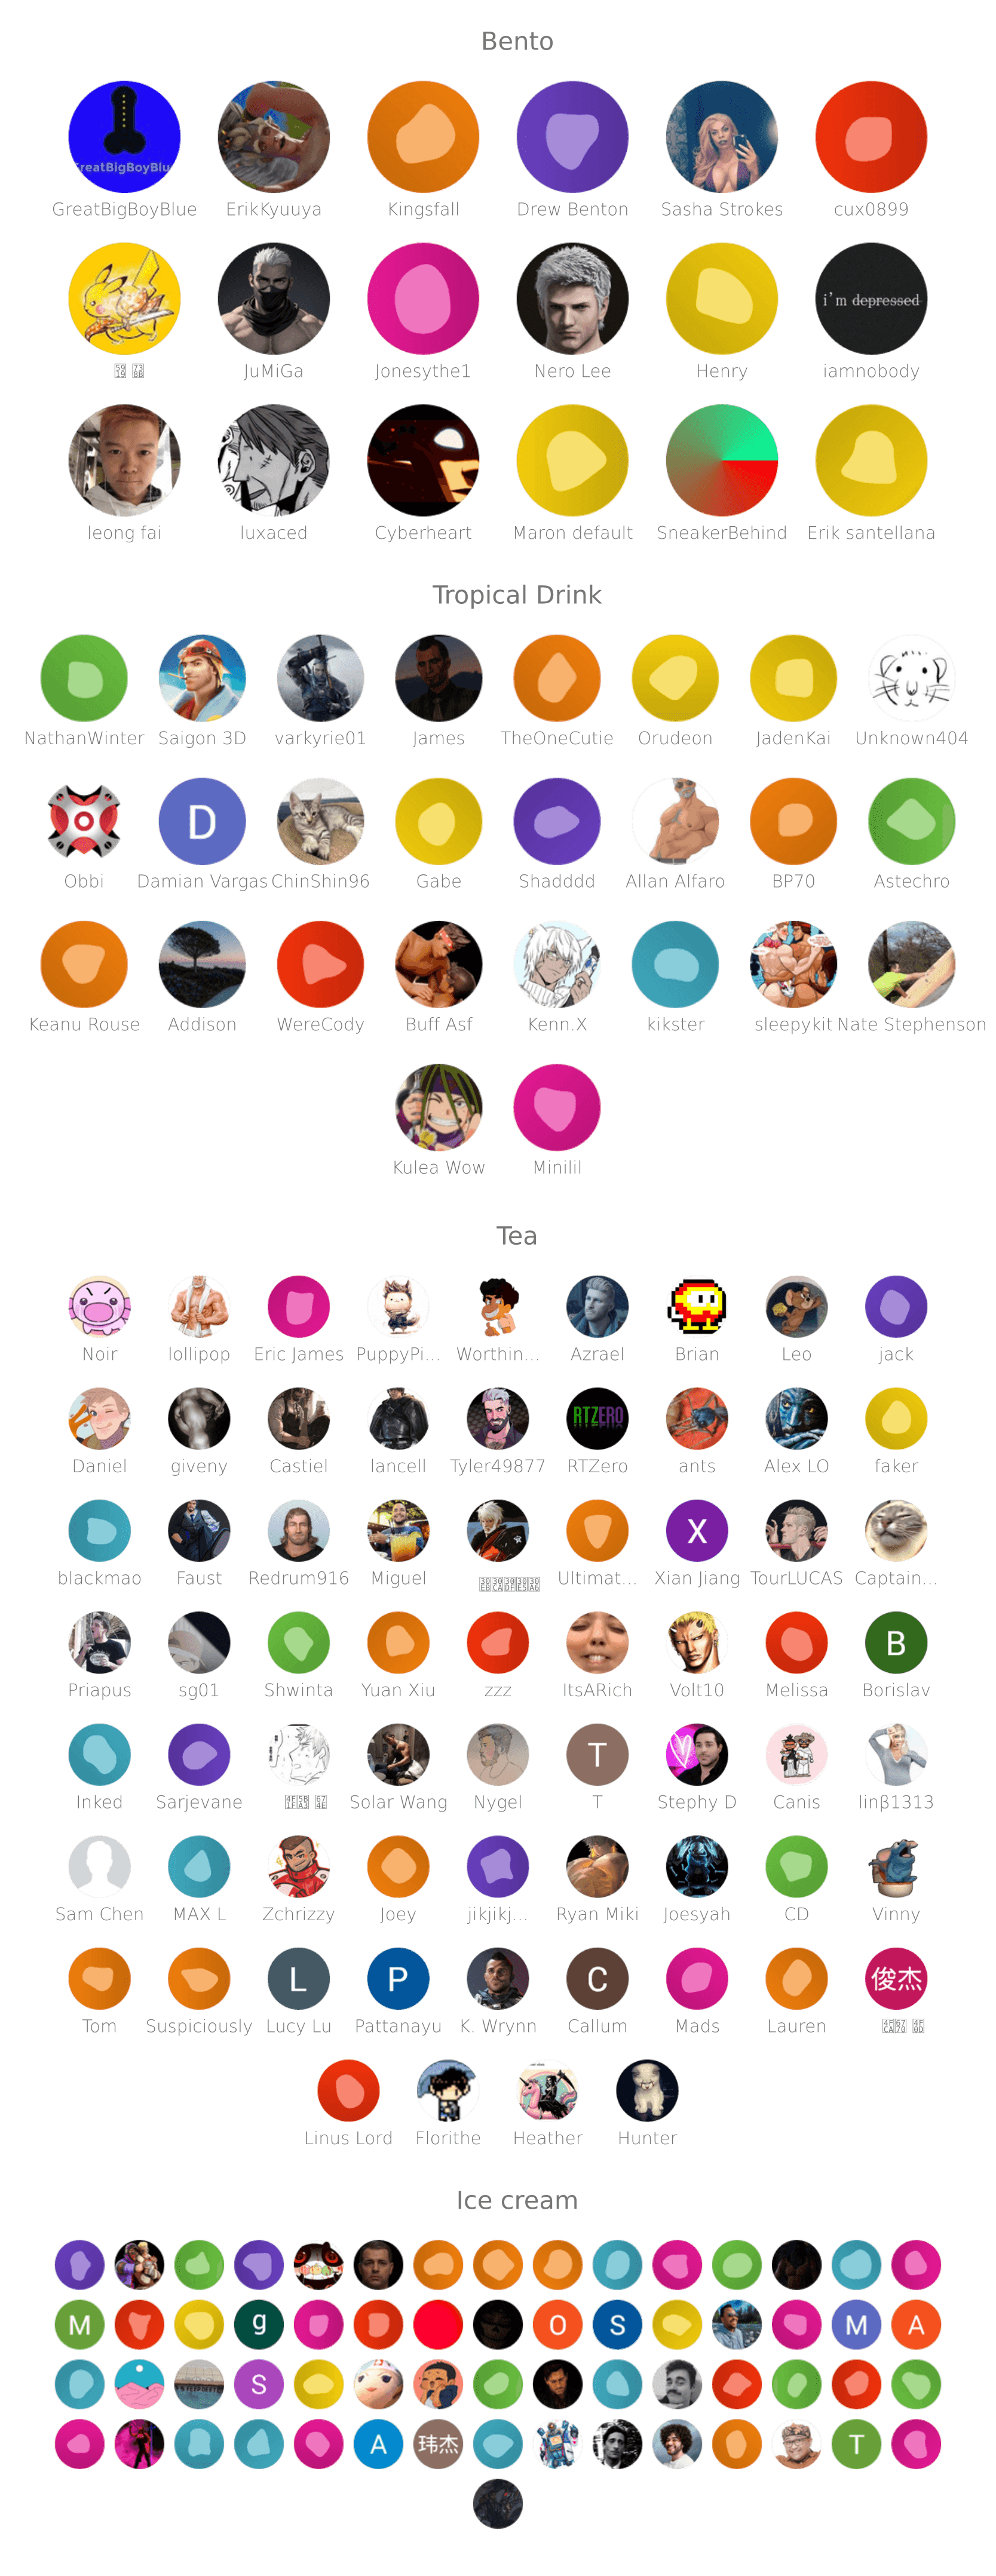 Bento
GreatBigBoyBlu
GreatBigBoyBlue ErikKyuuya Kingsfall Drew Benton Sasha Strokes cux0899
i'm depressed
JuMiGa Jonesythe1 Nero Lee Henry iamnobody
leong fai luxaced Cyberheart Maron default SneakerBehind Erik santellana
Tropical Drink
NathanWinter Saigon 3D varkyrie01 James TheOneCutie Orudeon JadenKai Unknown404
D
Obbi Damian Vargas ChinShin96 Gabe Shadddd Allan Alfaro BP70 Astechro
Keanu Rouse Addison WereCody Buff Asf Kenn.X kikster sleepykit Nate Stephenson
Kulea Wow Minilil
Tea
Noir lollipop Eric James PuppyPi... Worthin... Azrael Brian Leo jack
RTZERO
Daniel giveny Castiel lancell Tyler49877 RTZero ants Alex LO faker
X
blackmao Faust Redrum916 Miguel Ultimat... Xian Jiang TourLUCAS Captain...
B
Priapus sg01 Shwinta Yuan Xiu zzz ItsARich Volt10 Melissa Borislav
T
Inked Sarjevane Solar Wang Nygel T Stephy D Canis linβ1313
Sam Chen MAX L Zchrizzy Joey jikjikj... Ryan Miki Joesyah CD Vinny
L P C 俊杰
Tom Suspiciously Lucy Lu Pattanayu K. Wrynn Callum Mads Lauren
Linus Lord Florithe Heather Hunter
Ice cream
M g O S M A
S
A 玮杰 T